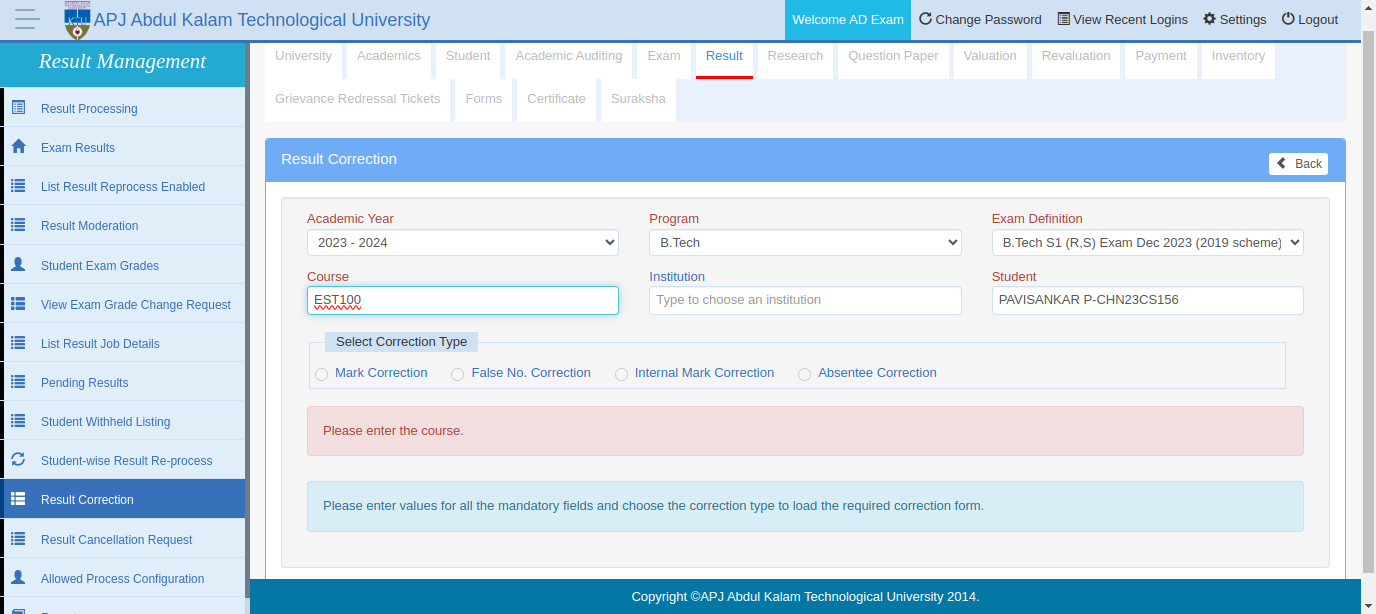 APJ Abdul Kalam Technological University
Welcome AD Exam Change Password View Recent Logins Settings Logout
Result Management
Result Processing
Exam Results
List Result Reprocess Enabled
Result Moderation
Student Exam Grades
View Exam Grade Change Request
List Result Job Details
Pending Results
Student Withheld Listing
Student-wise Result Re-process
Result Correction
Result Cancellation Request
Allowed Process Configuration
University Academics Student Academic Auditing Exam Result Research Question Paper Valuation Revaluation Payment Inventory
Grievance Redressal Tickets Forms Certificate Suraksha
Result Correction
Back
Academic Year Program Exam Definition
2023 - 2024 B.Tech B.Tech S1 (R,S) Exam Dec 2023 (2019 scheme)
Course Institution Student
EST100 Type to choose an institution PAVISANKAR P-CHN23CS156
Select Correction Type
Mark Correction False No. Correction Internal Mark Correction Absentee Correction
Please enter the course.
Please enter values for all the mandatory fields and choose the correction type to load the required correction form.
Copyright ©APJ Abdul Kalam Technological University 2014.